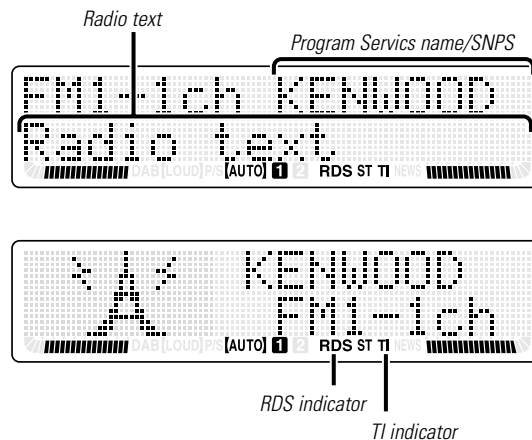 Radio text
Program Servics name/SNPS
FM1-1ch KENWOOD
Radio text
DAB [LOUD] P/S [AUTO] 1 2 RDS ST TI NEWS
KENWOOD
FM1-1ch
DAB [LOUD] P/S [AUTO] 1 2 RDS ST TI NEWS
RDS indicator
TI indicator